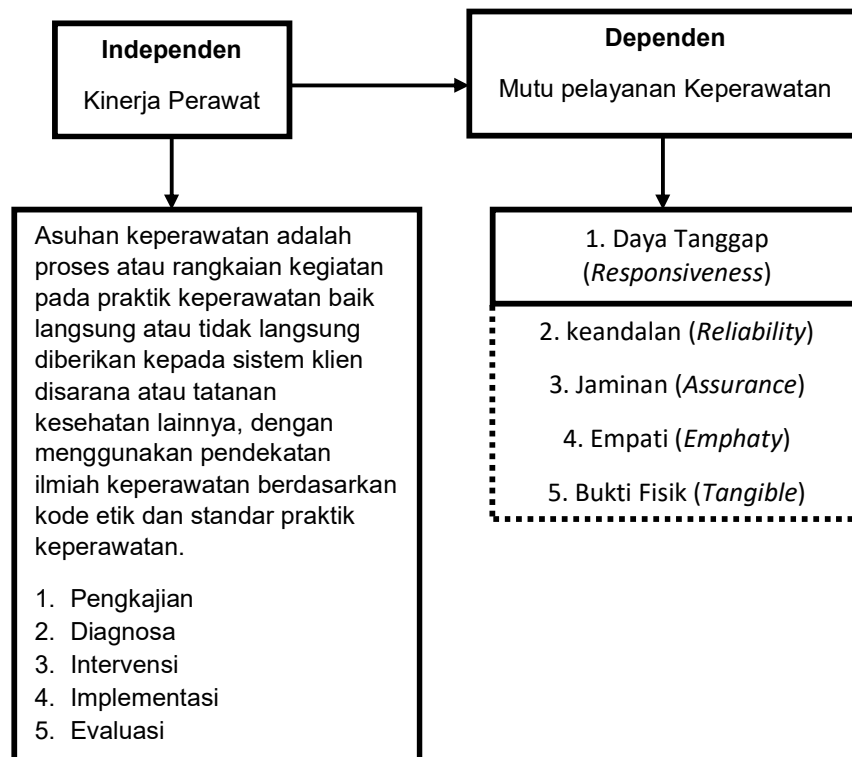 Independen
Kinerja Perawat
Dependen
Mutu pelayanan Keperawatan
Asuhan keperawatan adalah
proses atau rangkaian kegiatan
pada praktik keperawatan baik
langsung atau tidak langsung
diberikan kepada sistem klien
disarana atau tatanan
kesehatan lainnya, dengan
menggunakan pendekatan
ilmiah keperawatan berdasarkan
kode etik dan standar praktik
keperawatan.
1. Pengkajian
2. Diagnosa
3. Intervensi
4. Implementasi
5. Evaluasi
1. Daya Tanggap
(Responsiveness)
2. keandalan (Reliability)
3. Jaminan (Assurance)
4. Empati (Emphaty)
5. Bukti Fisik (Tangible)